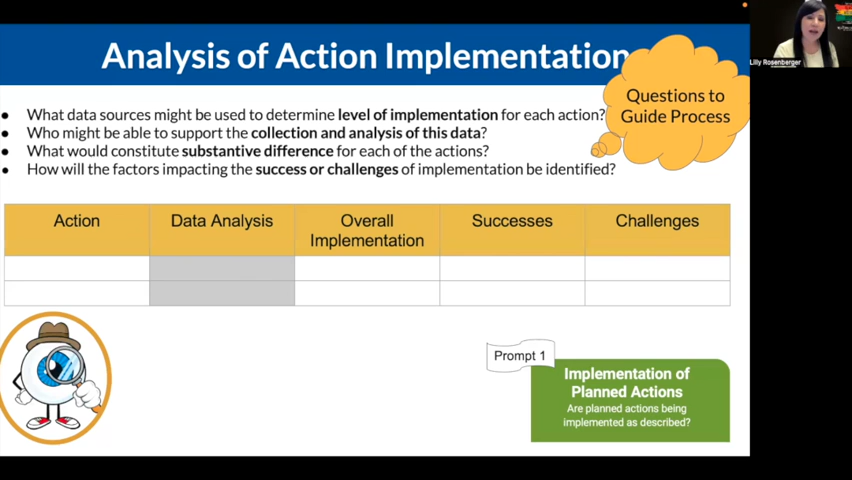 Analysis of Action Implementation
Questions to
Guide Process
• What data sources might be used to determine level of implementation for each action?
• Who might be able to support the collection and analysis of this data?
• What would constitute substantive difference for each of the actions?
• How will the factors impacting the success or challenges of implementation be identified?
Action
Data Analysis
Overall
Implementation
Successes
Challenges
Prompt 1
Implementation of
Planned Actions
Are planned actions being
implemented as described?
Lilly Rosenberger